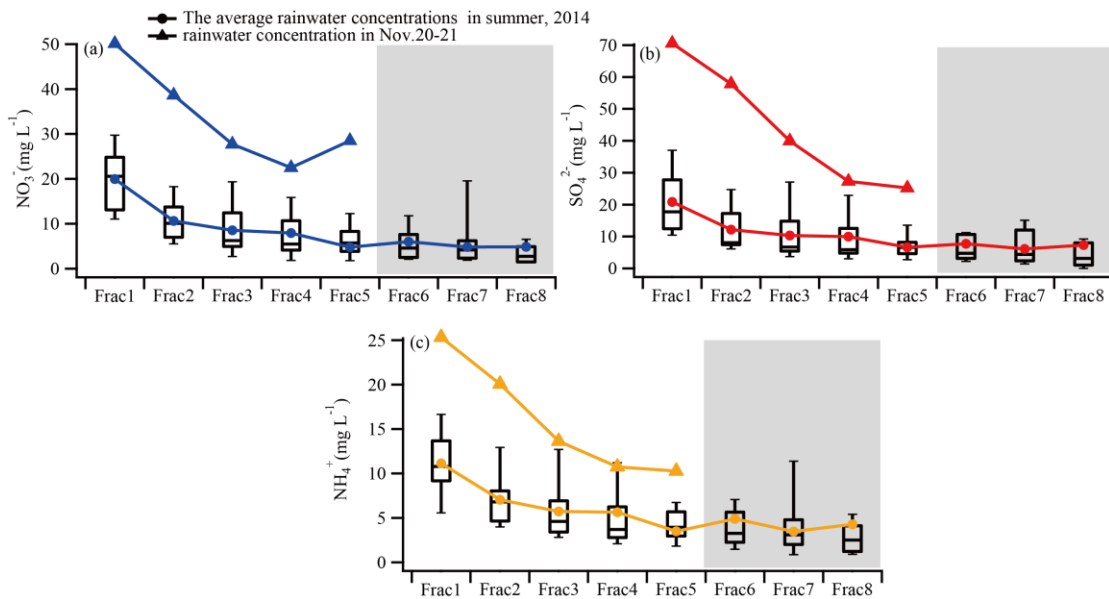 The average rainwater concentrations in summer, 2014
rainwater concentration in Nov.20-21
(a)
NO₃⁻ (mg L⁻¹)
50
40
30
20
10
0
Frac1 Frac2 Frac3 Frac4 Frac5 Frac6 Frac7 Frac8
(b)
SO₄²⁻ (mg L⁻¹)
70
60
50
40
30
20
10
0
Frac1 Frac2 Frac3 Frac4 Frac5 Frac6 Frac7 Frac8
(c)
NH₄⁺ (mg L⁻¹)
25
20
15
10
5
0
Frac1 Frac2 Frac3 Frac4 Frac5 Frac6 Frac7 Frac8